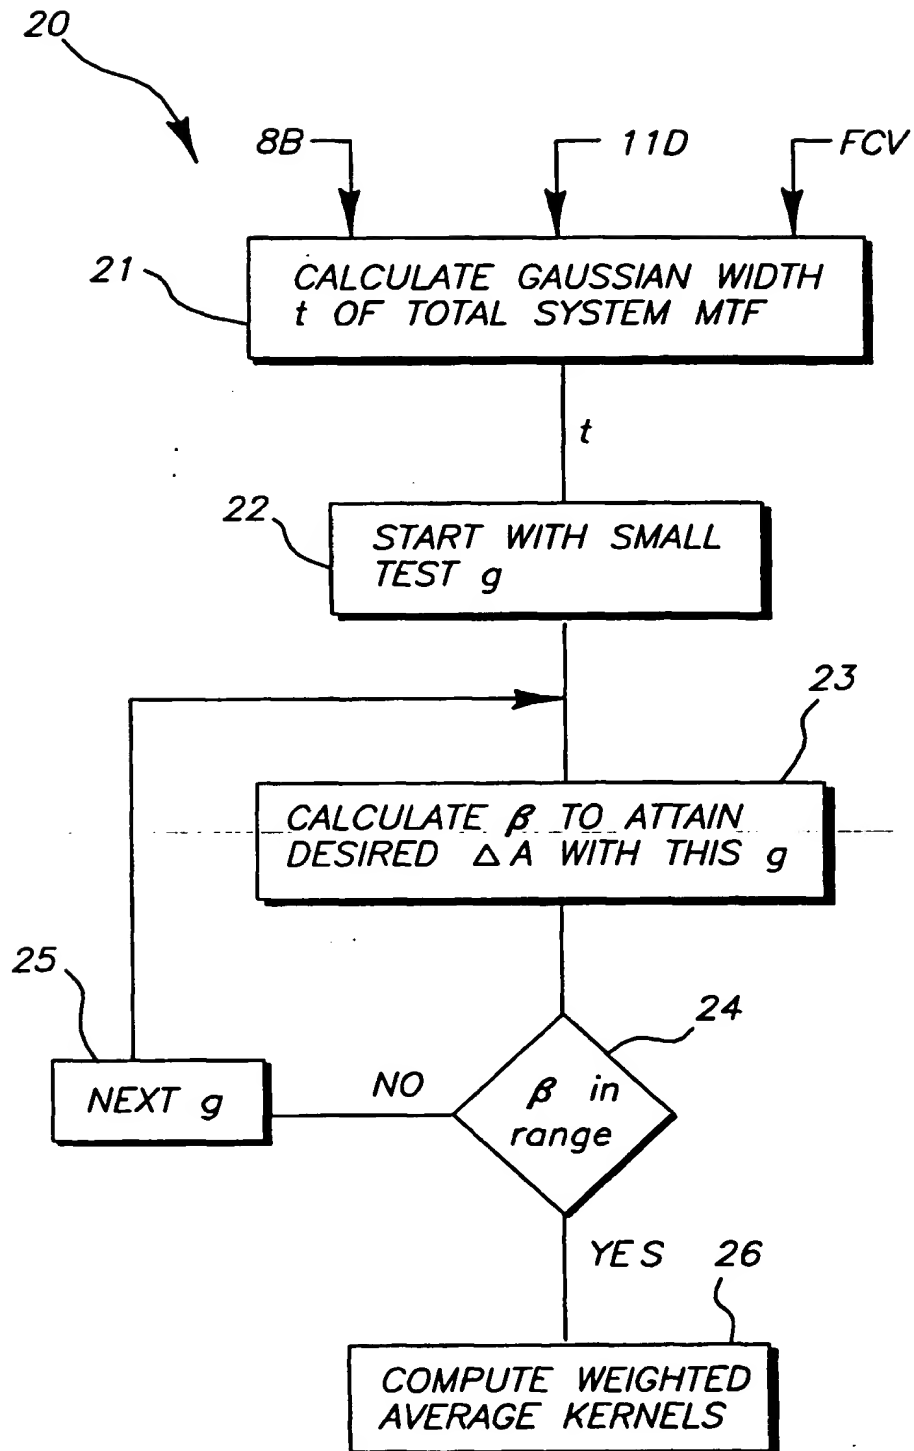 20
8B
11D
FCV
21
CALCULATE GAUSSIAN WIDTH
t OF TOTAL SYSTEM MTF
t
22
START WITH SMALL
TEST g
23
CALCULATE β TO ATTAIN
DESIRED △A WITH THIS g
25
24
NEXT g
NO
β in
range
YES
26
COMPUTE WEIGHTED
AVERAGE KERNELS